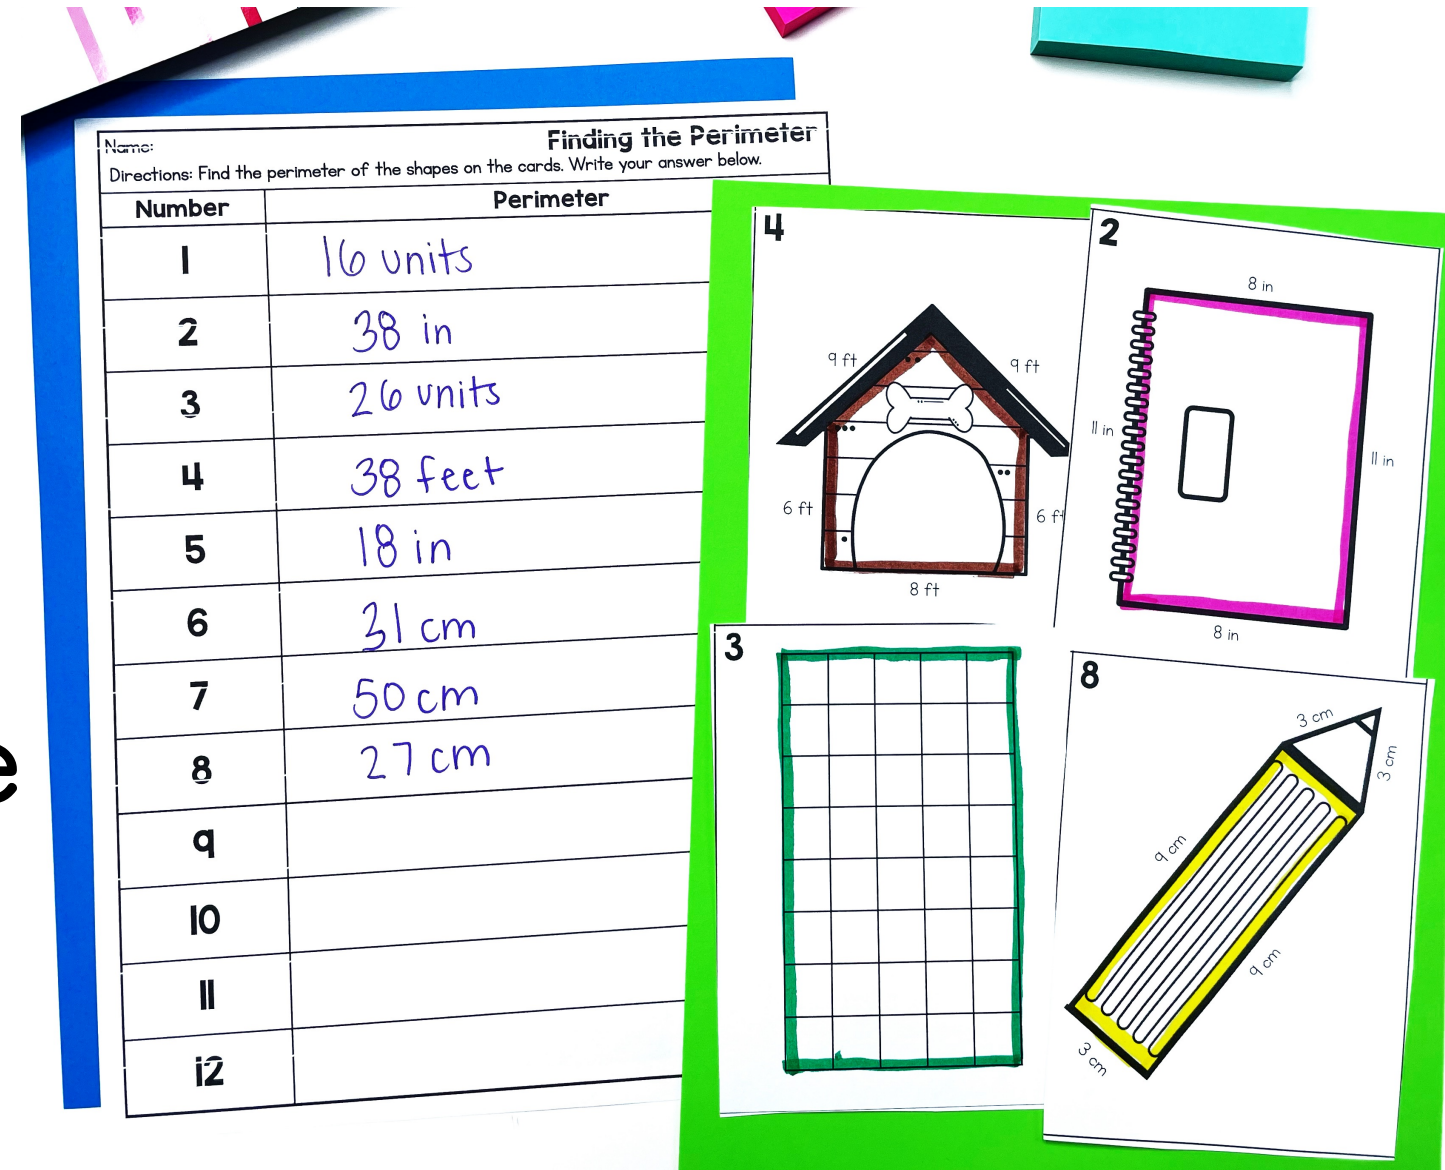 Name:
Finding the Perimeter
Directions: Find the perimeter of the shapes on the cards. Write your answer below.
Number Perimeter
1 16 units
2 38 in
3 26 units
4 38 feet
5 18 in
6 31 cm
7 50 cm
8 27 cm
9
10
11
12
e
4
9 ft
9 ft
6 ft
6 ft
8 ft
2
8 in
11 in
11 in
8 in
3
8
3 cm
3 cm
9 cm
9 cm
3 cm